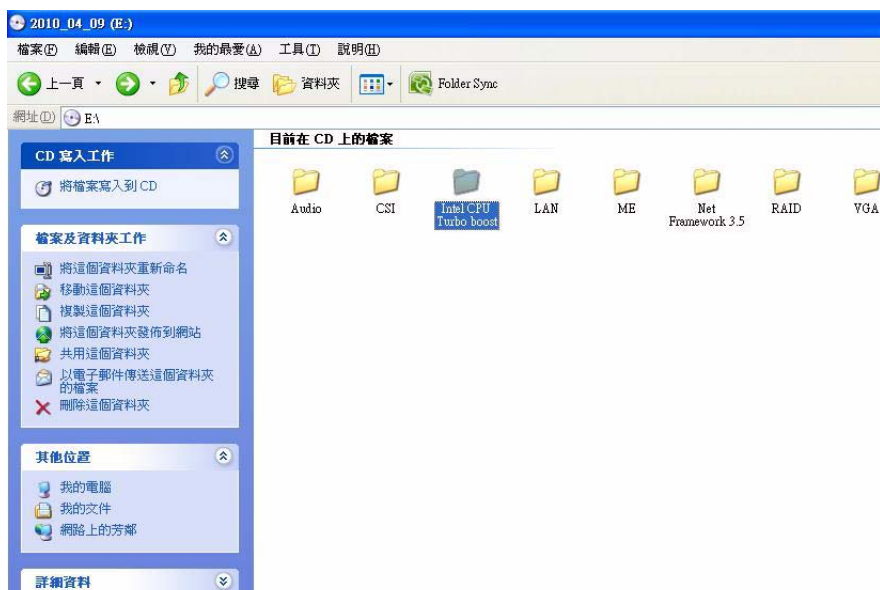 2010_04_09 (E:)
檔案(F) 編輯(E) 檢視(V) 我的最愛(A) 工具(T) 說明(H)
上一頁 搜尋 資料夾 Folder Sync
網址(D) E:\
目前在 CD 上的檔案
CD 寫入工作
將檔案寫入到 CD
Audio CSI Intel CPU Turbo boost LAN ME Net Framework 3.5 RAID VGA
檔案及資料夾工作
將這個資料夾重新命名
移動這個資料夾
複製這個資料夾
將這個資料夾發佈到網站
共用這個資料夾
以電子郵件傳送這個資料夾
的檔案
刪除這個資料夾
其他位置
我的電腦
我的文件
網路上的芳鄰
詳細資料